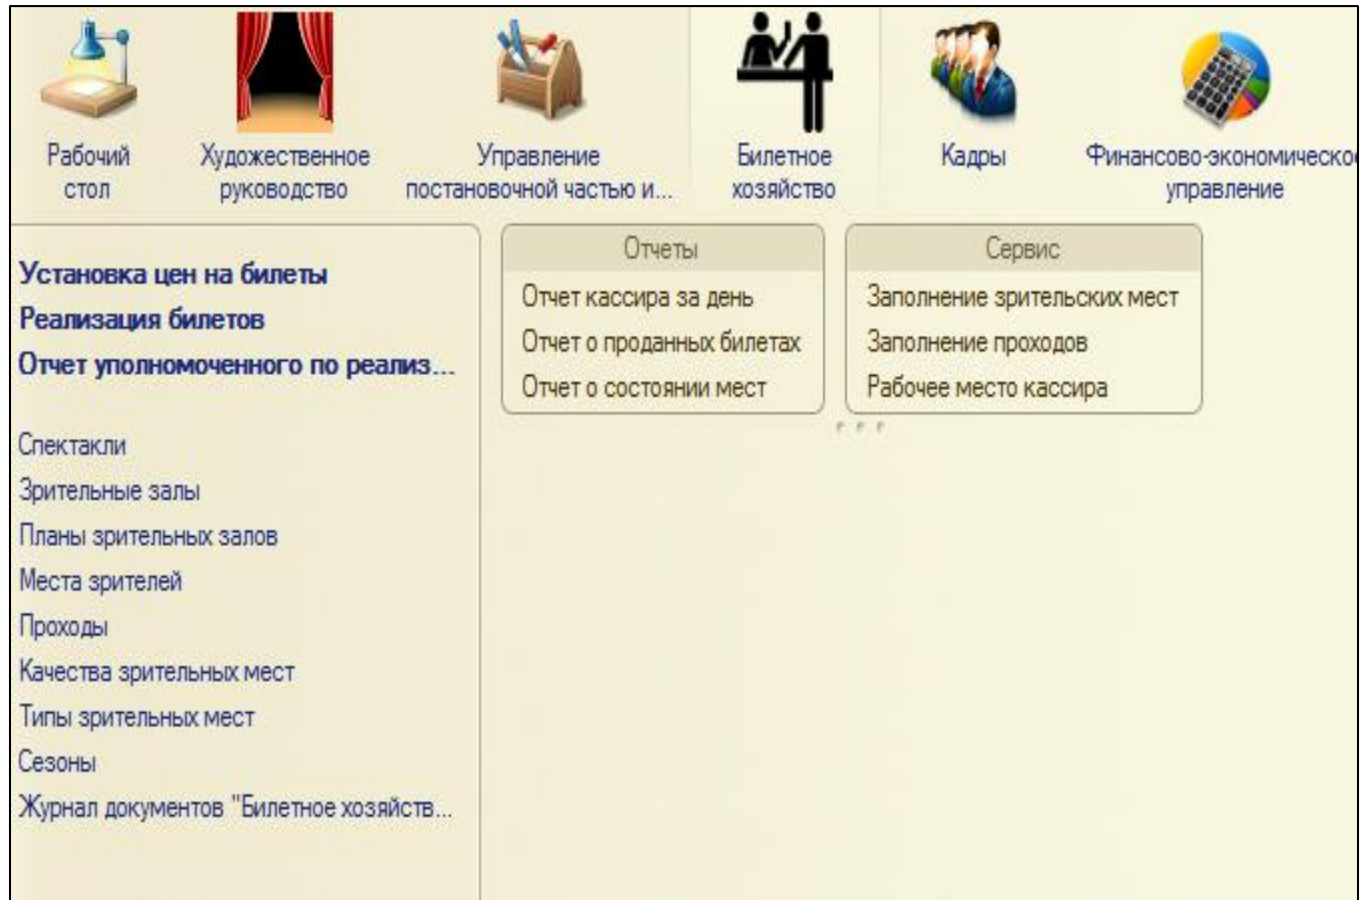 Рабочий
стол
Художественное
руководство
Управление
постановочной частью и...
Билетное
хозяйство
Кадры
Финансово-экономическо
управление
Установка цен на билеты
Реализация билетов
Отчет уполномоченного по реализ...
Спектакли
Зрительные залы
Планы зрительных залов
Места зрителей
Проходы
Качества зрительных мест
Типы зрительных мест
Сезоны
Журнал документов "Билетное хозяйств...
Отчеты
Отчет кассира за день
Отчет о проданных билетах
Отчет о состоянии мест
Сервис
Заполнение зрительских мест
Заполнение проходов
Рабочее место кассира